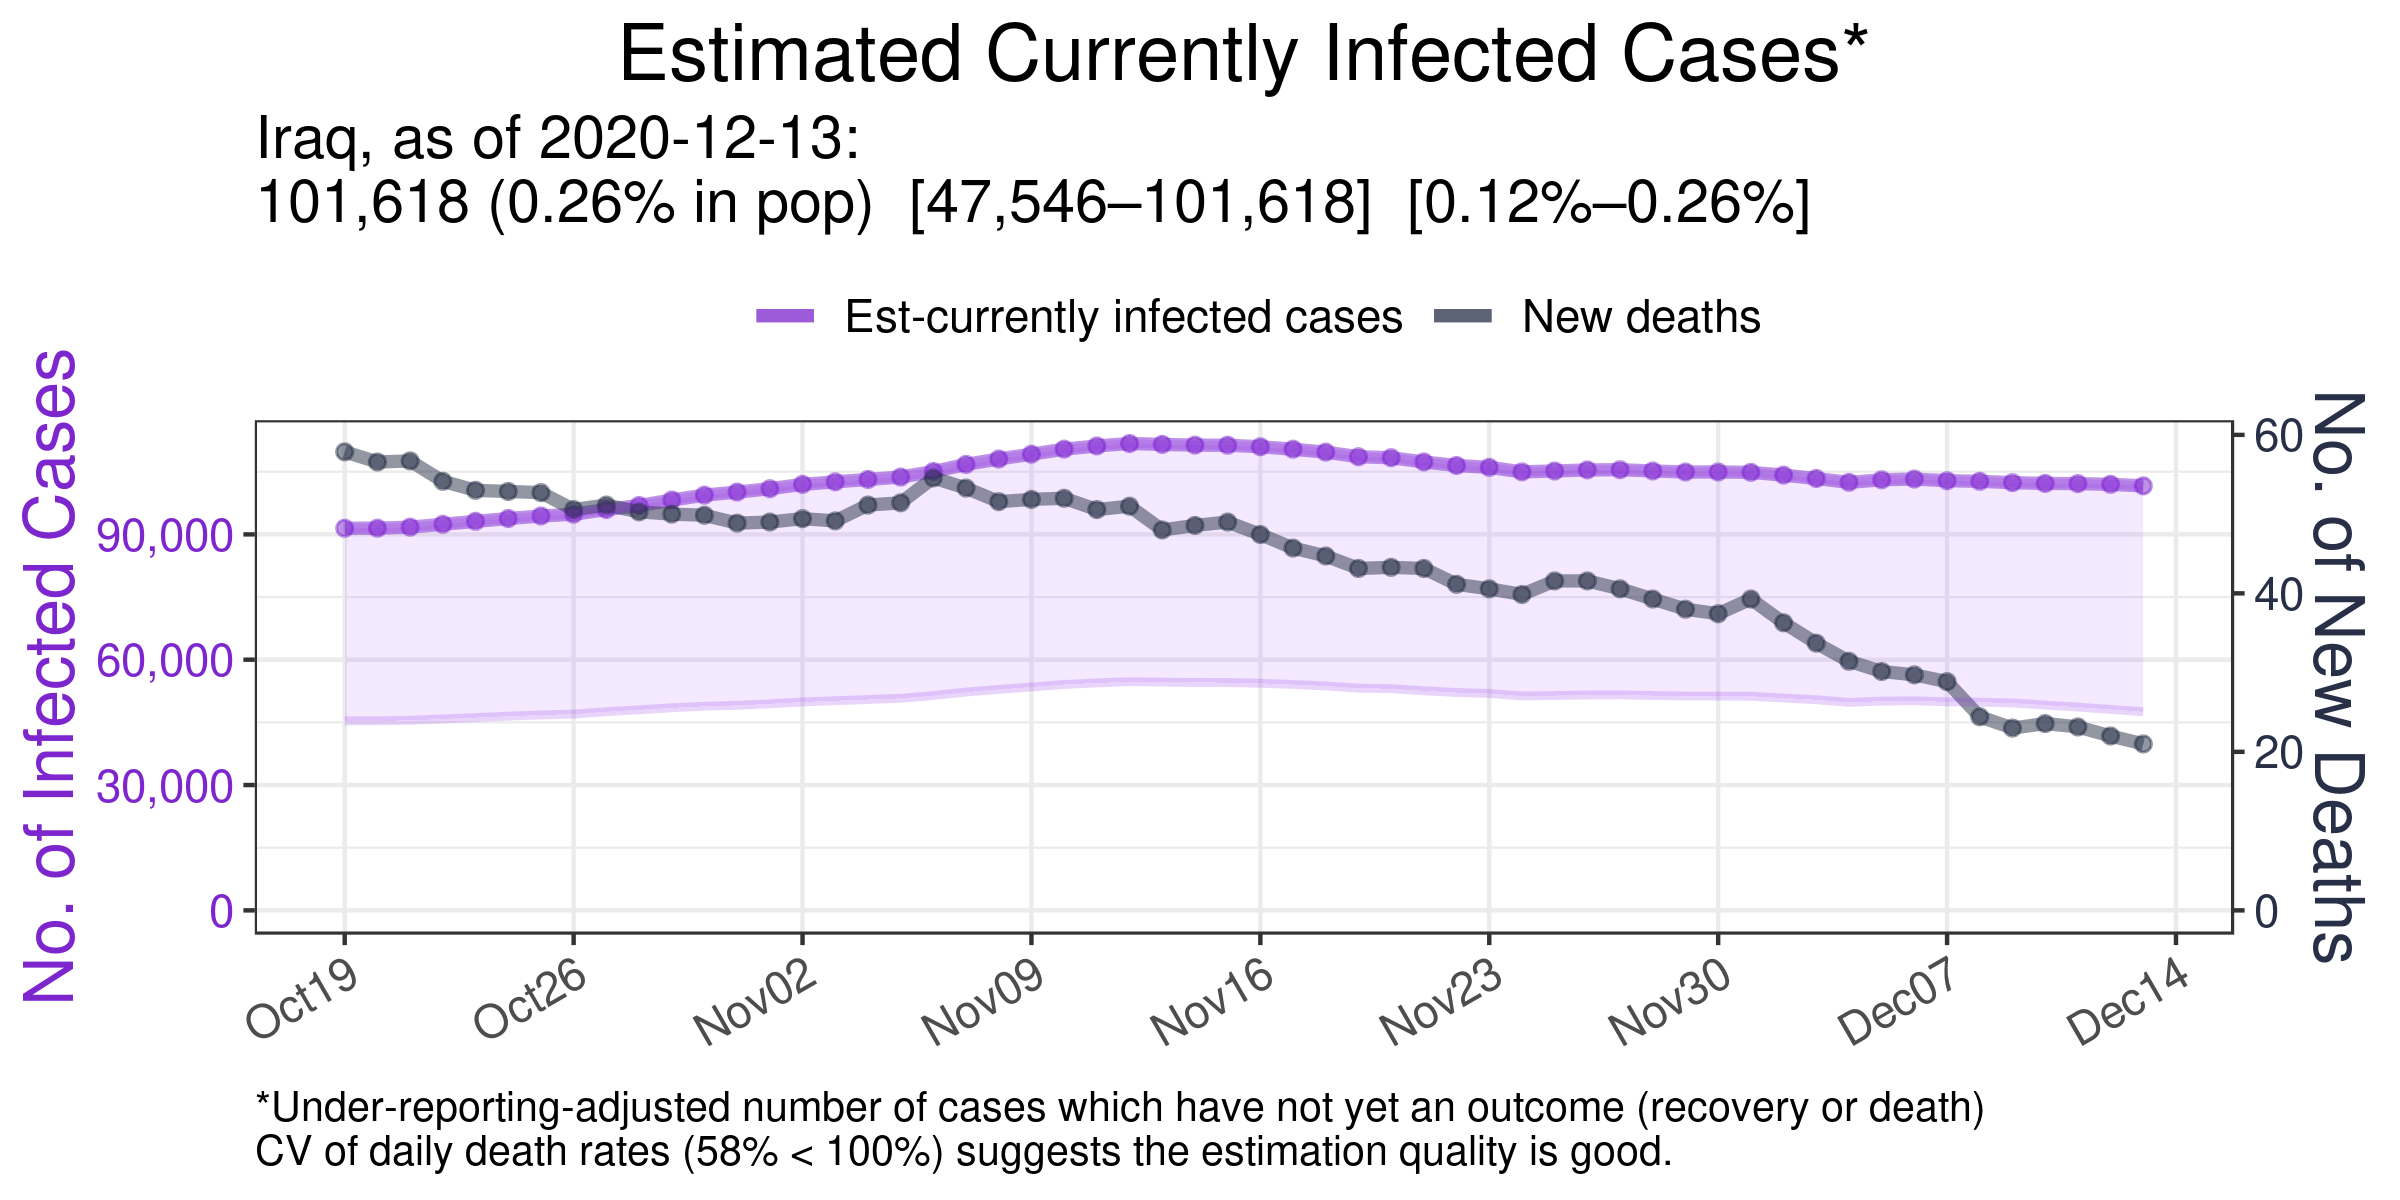 Estimated Currently Infected Cases*
Iraq, as of 2020-12-13:
101,618 (0.26% in pop)  [47,546–101,618]  [0.12%–0.26%]
Est-currently infected cases
New deaths
No. of Infected Cases
90,000
60,000
30,000
0
60
40
20
0
No. of New Deaths
Oct19
Oct26
Nov02
Nov09
Nov16
Nov23
Nov30
Dec07
Dec14
*Under-reporting-adjusted number of cases which have not yet an outcome (recovery or death)
CV of daily death rates (58% < 100%) suggests the estimation quality is good.